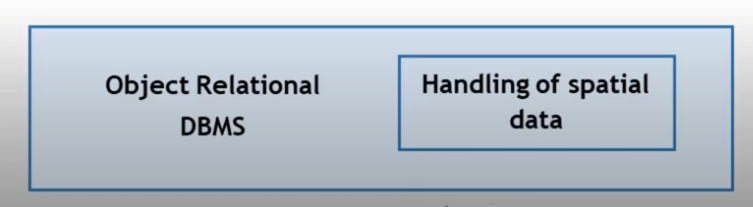 Object Relational
DBMS
Handling of spatial
data